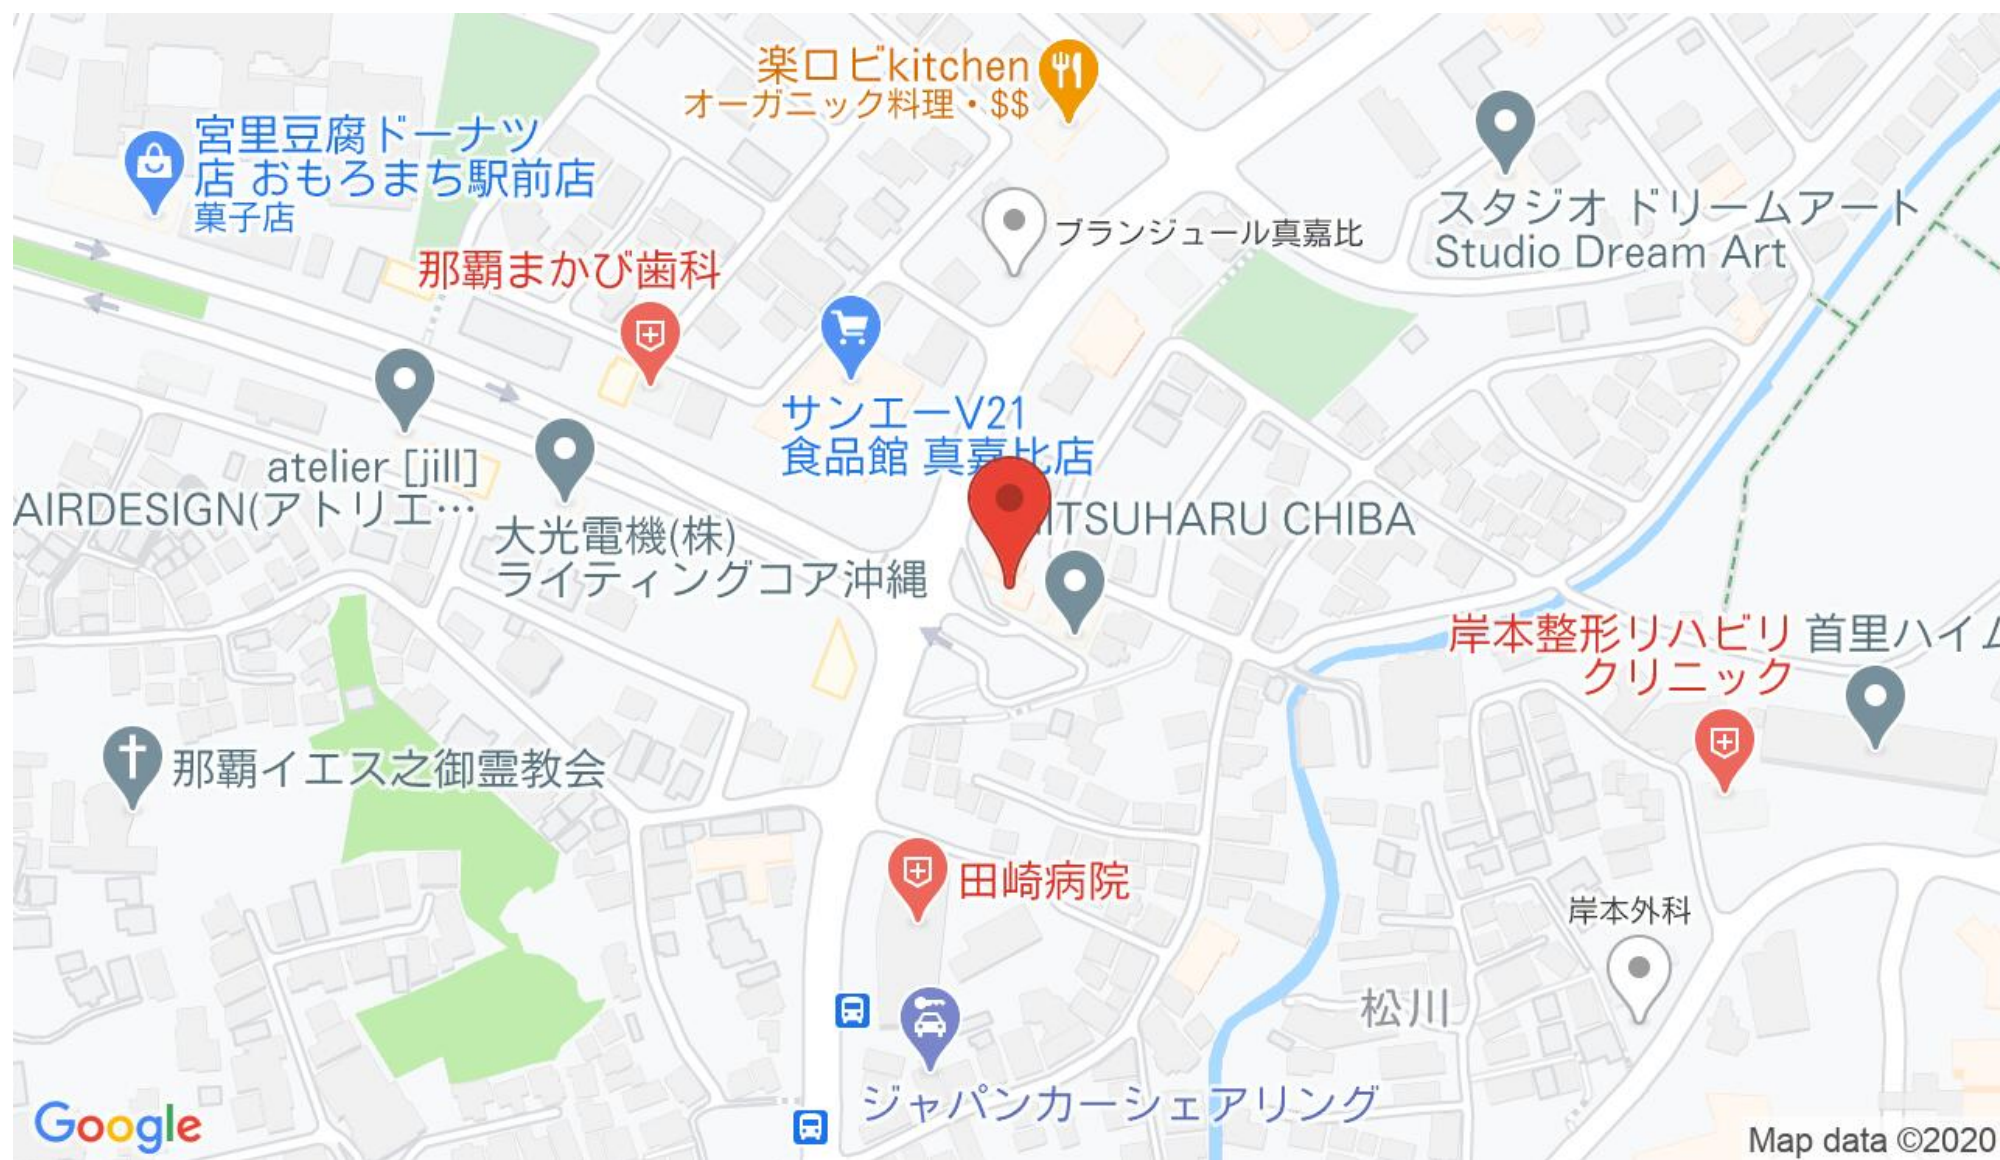 楽ロビkitchen
オーガニック料理・$$
宮里豆腐ドーナツ
店 おもろまち駅前店
菓子店
スタジオ ドリームアート
Studio Dream Art
ブランジュール真嘉比
那覇まかび歯科
サンエーV21
食品館 真嘉比店
atelier [jill]
AIRDESIGN(アトリエ…
大光電機(株)
ライティングコア沖縄
ITSUHARU CHIBA
岸本整形リハビリ
クリニック
首里ハイム
那覇イエス之御霊教会
田崎病院
岸本外科
松川
ジャパンカーシェアリング
Google
Map data ©2020